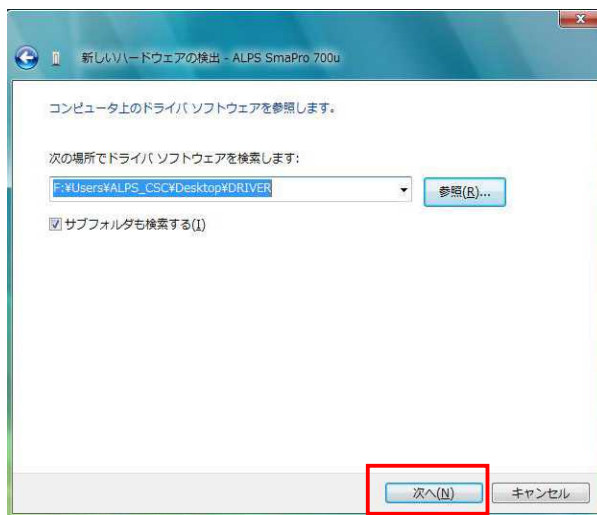 新しいハードウェアの検出 - ALPS SmaPro 700u
コンピュータ上のドライバ ソフトウェアを参照します。
次の場所でドライバ ソフトウェアを検索します:
F:¥Users¥ALPS_CSC¥Desktop¥DRIVER
参照(R)...
サブフォルダも検索する(I)
次へ(N)
キャンセル